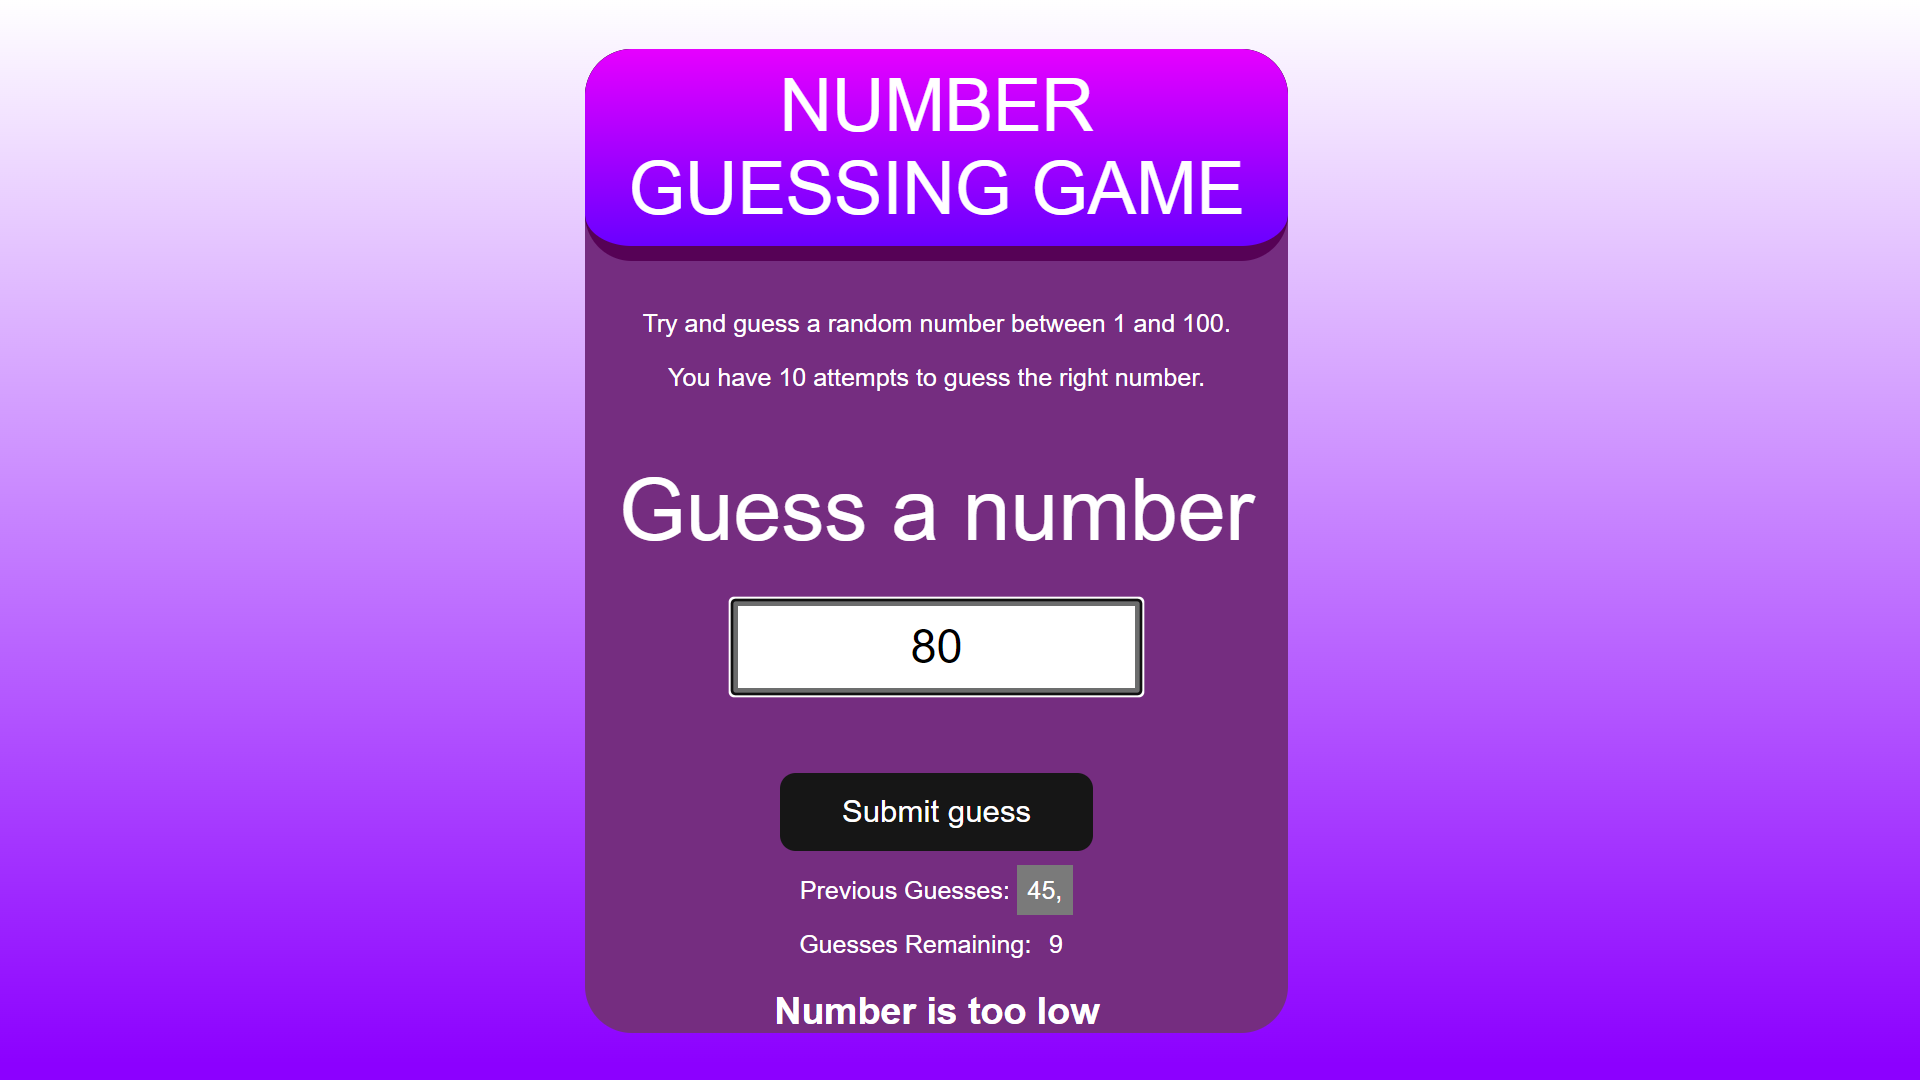 NUMBER
GUESSING GAME
Try and guess a random number between 1 and 100.
You have 10 attempts to guess the right number.
Guess a number
80
Submit guess
Previous Guesses: 45,
Guesses Remaining: 9
Number is too low